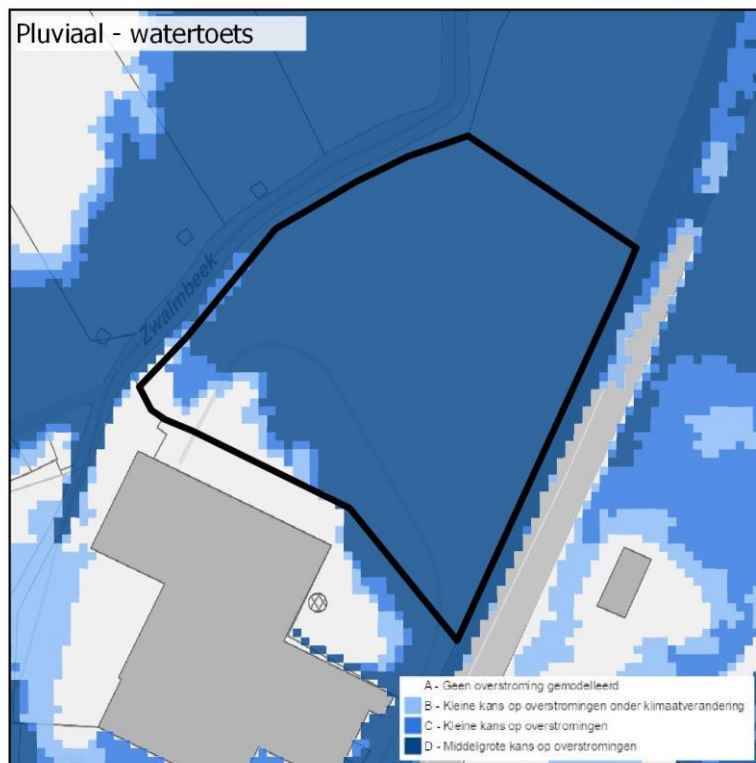 Pluviaal - watertoets
Zwalmbeek
A - Geen overstroming gemodelleerd
B - Kleine kans op overstromingen onder klimaatverandering
C - Kleine kans op overstromingen
D - Middelgrote kans op overstromingen